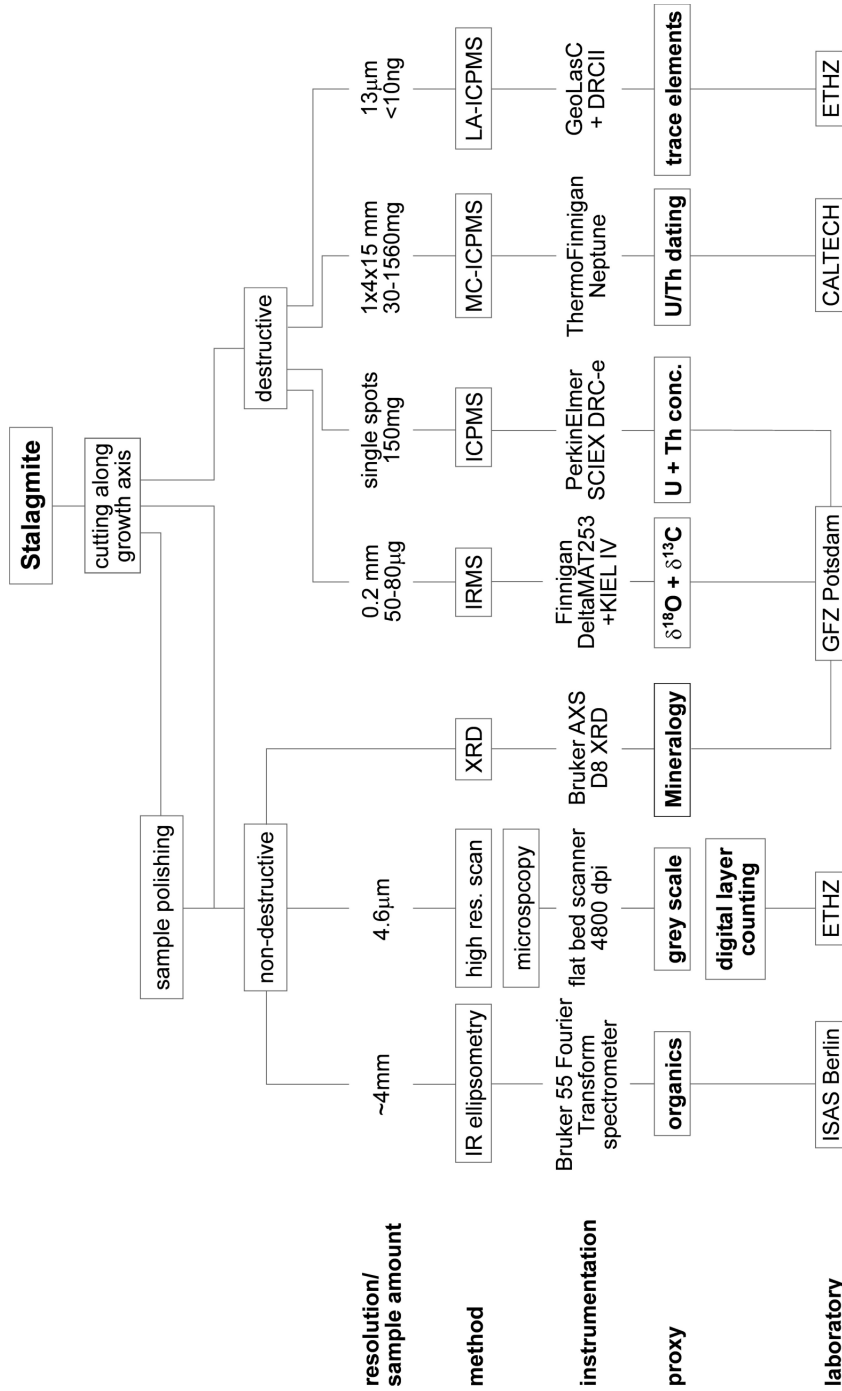 Stalagmite
cutting along
growth axis
sample polishing
non-destructive
destructive
resolution/
sample amount
~4mm
4.6μm
0.2 mm
50-80μg
single spots
150mg
1x4x15 mm
30-1560mg
13μm
<10ng
method
IR ellipsometry
high res. scan
microspcopy
XRD
IRMS
ICPMS
MC-ICPMS
LA-ICPMS
instrumentation
Bruker 55 Fourier
Transform
spectrometer
flat bed scanner
4800 dpi
Bruker AXS
D8 XRD
Finnigan
DeltaMAT253
+KIEL IV
PerkinElmer
SCIEX DRC-e
ThermoFinnigan
Neptune
GeoLasC
+ DRCII
proxy
organics
grey scale
digital layer
counting
Mineralogy
δ¹⁸O + δ¹³C
U + Th conc.
U/Th dating
trace elements
laboratory
ISAS Berlin
ETHZ
GFZ Potsdam
CALTECH
ETHZ